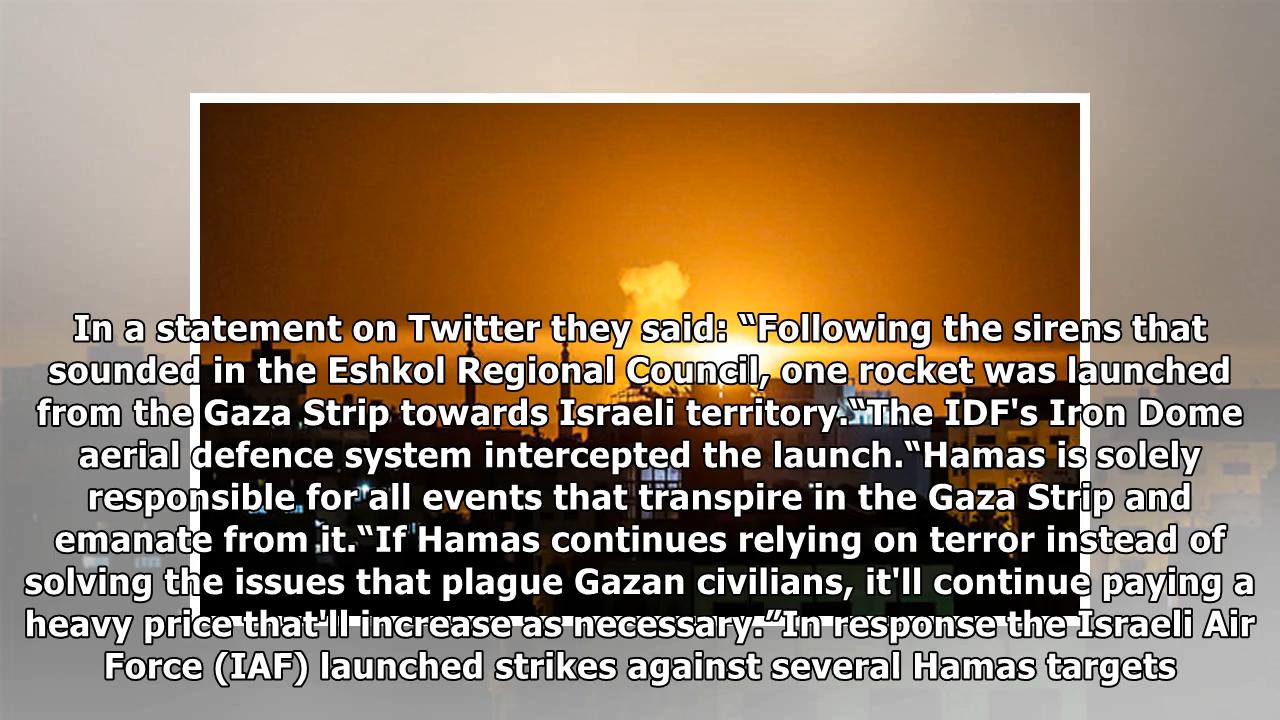 In a statement on Twitter they said: “Following the sirens that
sounded in the Eshkol Regional Council, one rocket was launched
from the Gaza Strip towards Israeli territory.“The IDF's Iron Dome
aerial defence system intercepted the launch.“Hamas is solely
responsible for all events that transpire in the Gaza Strip and
emanate from it.“If Hamas continues relying on terror instead of
solving the issues that plague Gazan civilians, it'll continue paying a
heavy price that'll increase as necessary.”In response the Israeli Air
Force (IAF) launched strikes against several Hamas targets